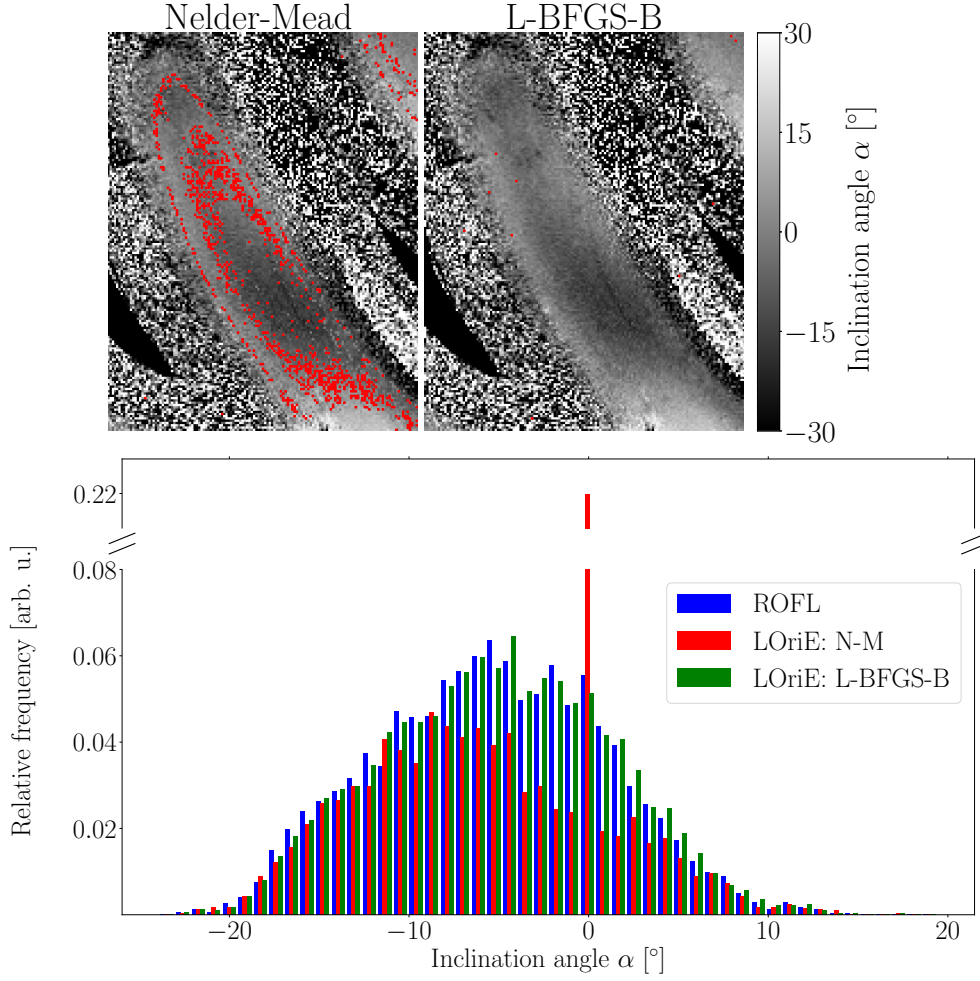 Nelder-Mead
L-BFGS-B
30
15
0
−15
−30
Inclination angle α [°]
0.22
0.08
0.06
0.04
0.02
Relative frequency [arb. u.]
ROFL
LOriE: N-M
LOriE: L-BFGS-B
−20
−10
0
10
20
Inclination angle α [°]